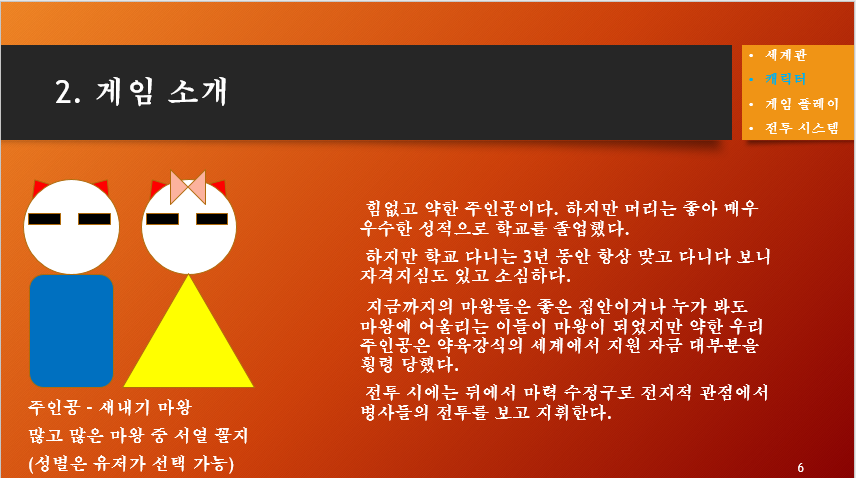 2. 게임 소개
• 세계관
• 캐릭터
• 게임 플레이
• 전투 시스템
힘없고 약한 주인공이다. 하지만 머리는 좋아 매우
우수한 성적으로 학교를 졸업했다.
하지만 학교 다니는 3년 동안 항상 맞고 다니다 보니
자격지심도 있고 소심하다.
지금까지의 마왕들은 좋은 집안이거나 누가 봐도
마왕에 어울리는 이들이 마왕이 되었지만 약한 우리
주인공은 약육강식의 세계에서 지원 자금 대부분을
횡령 당했다.
전투 시에는 뒤에서 마력 수정구로 전지적 관점에서
병사들의 전투를 보고 지휘한다.
주인공 - 새내기 마왕
많고 많은 마왕 중 서열 꼴지
(성별은 유저가 선택 가능)
6